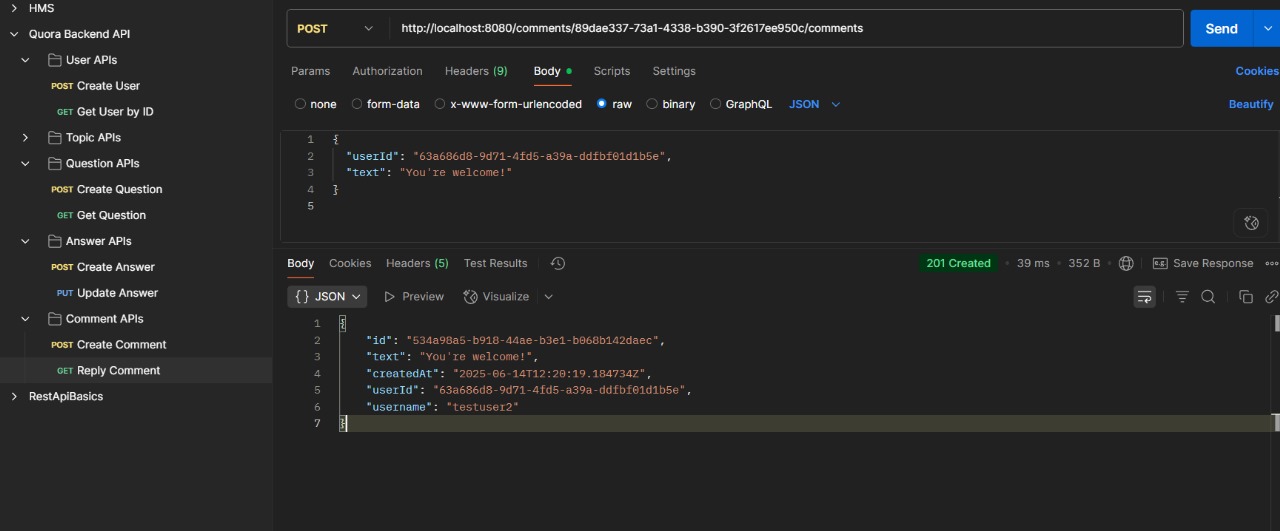 HMS
Quora Backend API
User APIs
POST Create User
GET Get User by ID
Topic APIs
Question APIs
POST Create Question
GET Get Question
Answer APIs
POST Create Answer
PUT Update Answer
Comment APIs
POST Create Comment
GET Reply Comment
RestApiBasics
POST http://localhost:8080/comments/89dae337-73a1-4338-b390-3f2617ee950c/comments Send
Params Authorization Headers (9) Body Scripts Settings Cookies
none form-data x-www-form-urlencoded raw binary GraphQL JSON Beautify
1 {
2 "userId": "63a686d8-9d71-4fd5-a39a-ddfbf01d1b5e",
3 "text": "You're welcome!"
4 }
5
Body Cookies Headers (5) Test Results 201 Created • 39 ms • 352 B e.g. Save Response
{} JSON Preview Visualize
1 {
2 "id": "534a98a5-b918-44ae-b3e1-b068b142daec",
3 "text": "You're welcome!",
4 "createdAt": "2025-06-14T12:20:19.184734Z",
5 "userId": "63a686d8-9d71-4fd5-a39a-ddfbf01d1b5e",
6 "username": "testuser2"
7 }